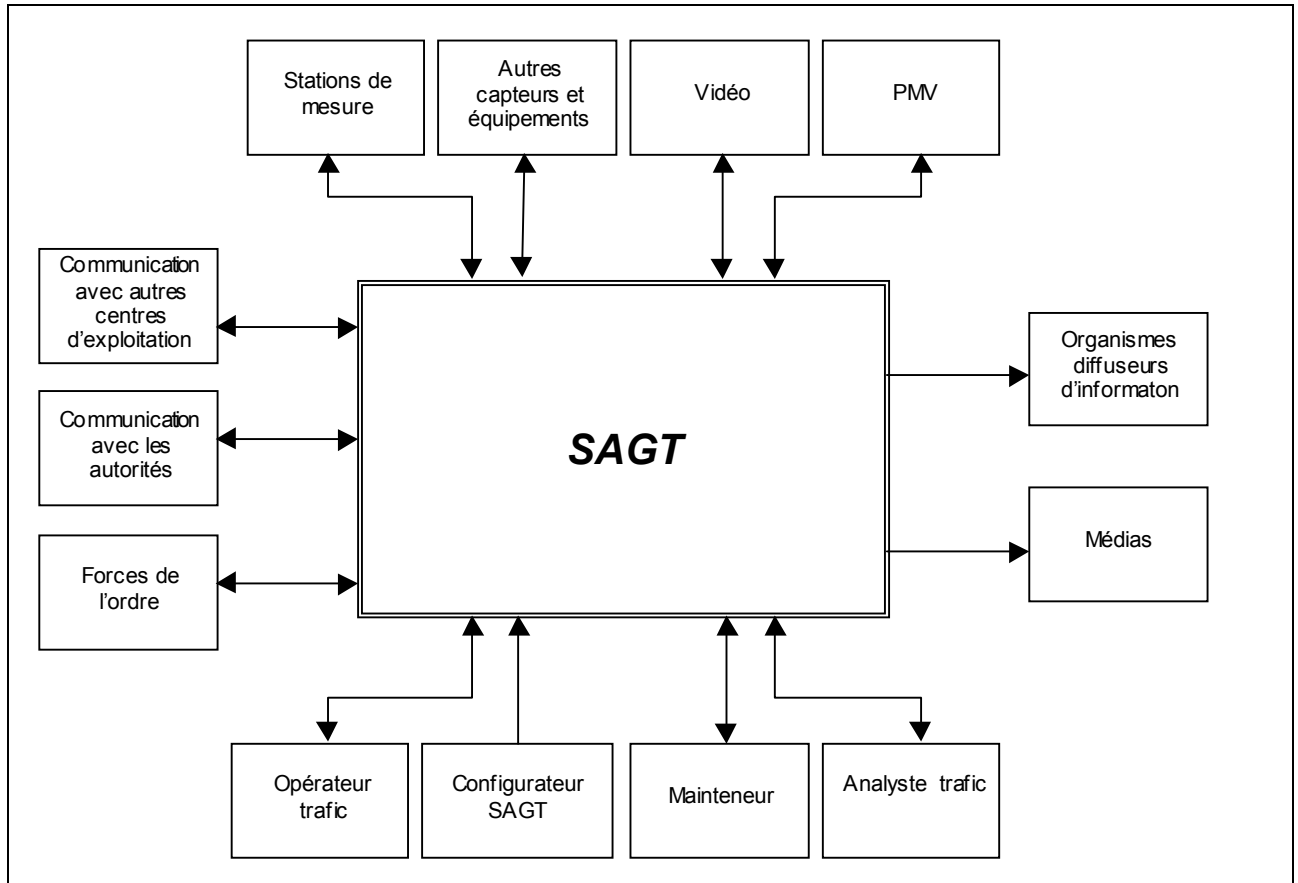 Stations de
mesure
Autres
capteurs et
équipements
Vidéo
PMV
Communication
avec autres
centres
d'exploitation
Communication
avec les
autorités
Forces de
l'ordre
SAGT
Organismes
diffuseurs
d'informaton
Médias
Opérateur
trafic
Configurateur
SAGT
Mainteneur
Analyste trafic